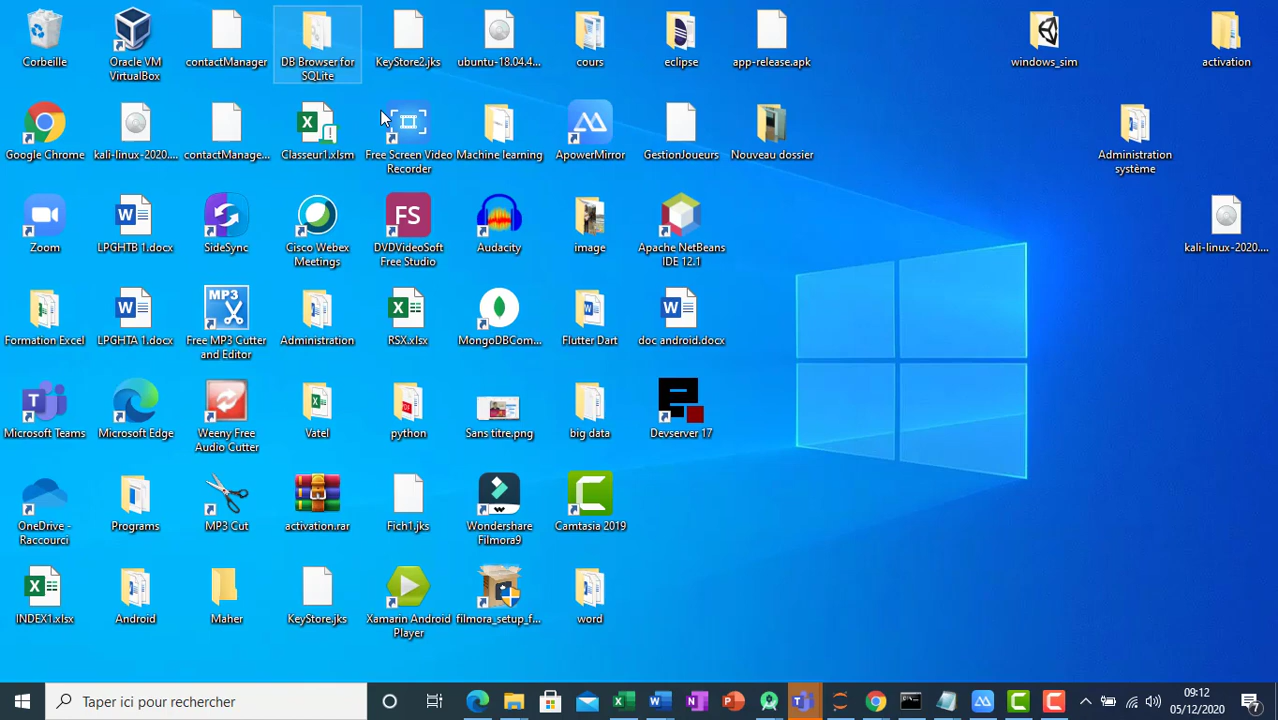 Corbeille
Oracle VM
VirtualBox
contactManager
DB Browser for
SQLite
KeyStore2.jks
ubuntu-18.04.4...
cours
eclipse
app-release.apk
windows_sim
activation
Google Chrome
kali-linux-2020....
contactManage...
Classeur1.xlsm
Free Screen Video
Recorder
Machine learning
ApowerMirror
GestionJoueurs
Nouveau dossier
Administration
système
Zoom
LPGHTB 1.docx
SideSync
Cisco Webex
Meetings
FS
DVDVideoSoft
Free Studio
Audacity
image
Apache NetBeans
IDE 12.1
kali-linux-2020....
Formation Excel
LPGHTA 1.docx
MP3
Free MP3 Cutter
and Editor
Administration
RSX.xlsx
MongoDBCom...
Flutter Dart
doc android.docx
Microsoft Teams
Microsoft Edge
Weeny Free
Audio Cutter
Vatel
python
Sans titre.png
big data
Devserver 17
OneDrive -
Raccourci
Programs
MP3 Cut
activation.rar
Fich1.jks
Wondershare
Filmora9
Camtasia 2019
INDEX1.xlsx
Android
Maher
KeyStore.jks
Xamarin Android
Player
filmora_setup_f...
word
Taper ici pour rechercher
09:12
05/12/2020
7